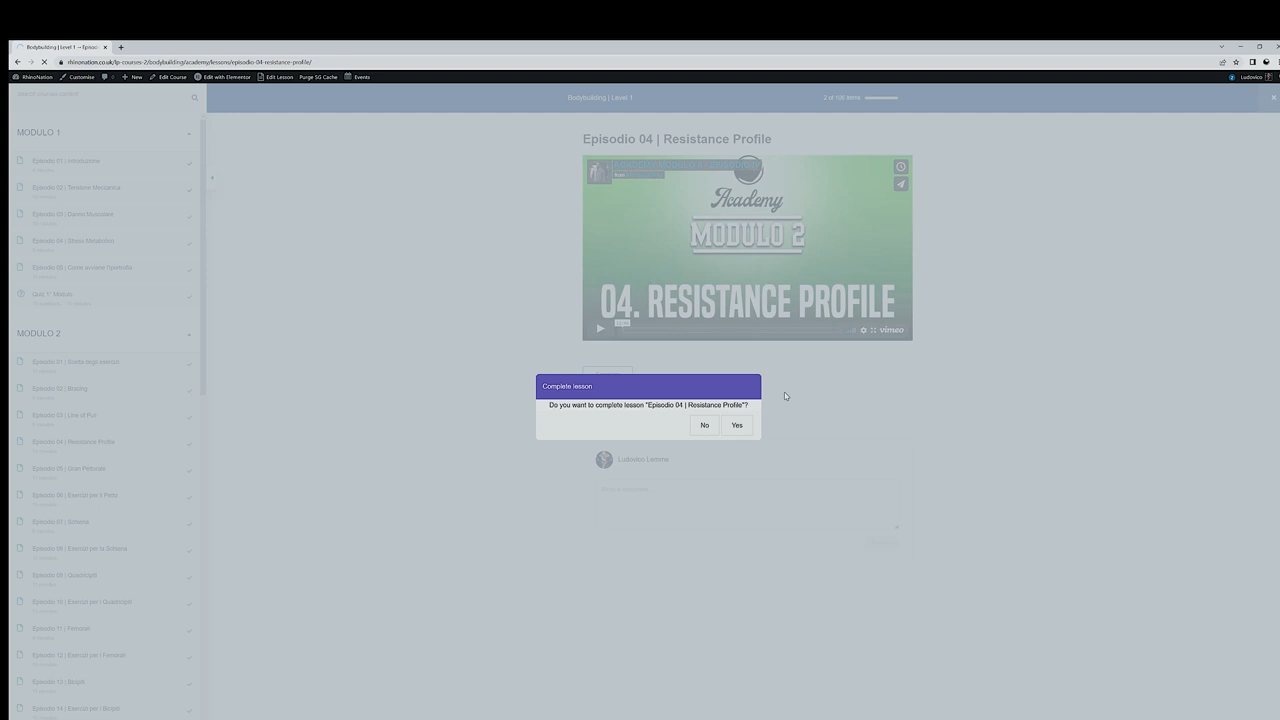 Bodybuilding | Level 1 → Episod
rhinonation.co.uk/lp-courses-2/bodybuilding/academy/lessons/episodio-04-resistance-profile/
RhinoNation
Customise
0
New
Edit Course
Edit with Elementor
Edit Lesson
Purge SG Cache
Events
Ludovico
Bodybuilding | Level 1
2 of 108 items
MODULO 1
Episodio 01 | Introduzione
Episodio 02 | Tensione Meccanica
Episodio 03 | Danno Muscolare
Episodio 04 | Stress Metabolico
Episodio 05 | Come avviene l'ipertrofia
Quiz 1° Modulo
MODULO 2
Episodio 01 | Scelta degli esercizi
Episodio 02 | Bracing
Episodio 03 | Line of Pull
Episodio 04 | Resistance Profile
Episodio 05 | Gran Pettorale
Episodio 06 | Esercizi per il Petto
Episodio 07 | Schiena
Episodio 08 | Esercizi per la Schiena
Episodio 09 | Quadricipiti
Episodio 10 | Esercizi per i Quadricipiti
Episodio 11 | Femorali
Episodio 12 | Esercizi per i Femorali
Episodio 13 | Bicipiti
Episodio 14 | Esercizi per i Bicipiti
Episodio 04 | Resistance Profile
from
Academy
MODULO 2
04. RESISTANCE PROFILE
vimeo
Complete lesson
Do you want to complete lesson "Episodio 04 | Resistance Profile"?
No
Yes
Ludovico Lemme